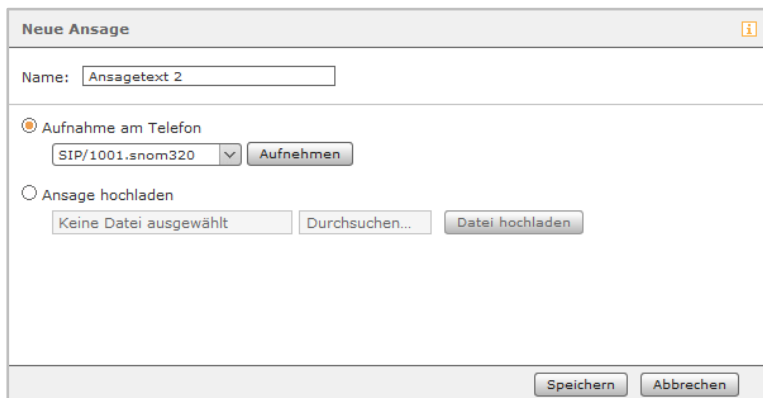 Neue Ansage
Name: Ansagetext 2
Aufnahme am Telefon
SIP/1001.snom320 Aufnehmen
Ansage hochladen
Keine Datei ausgewählt Durchsuchen... Datei hochladen
Speichern Abbrechen